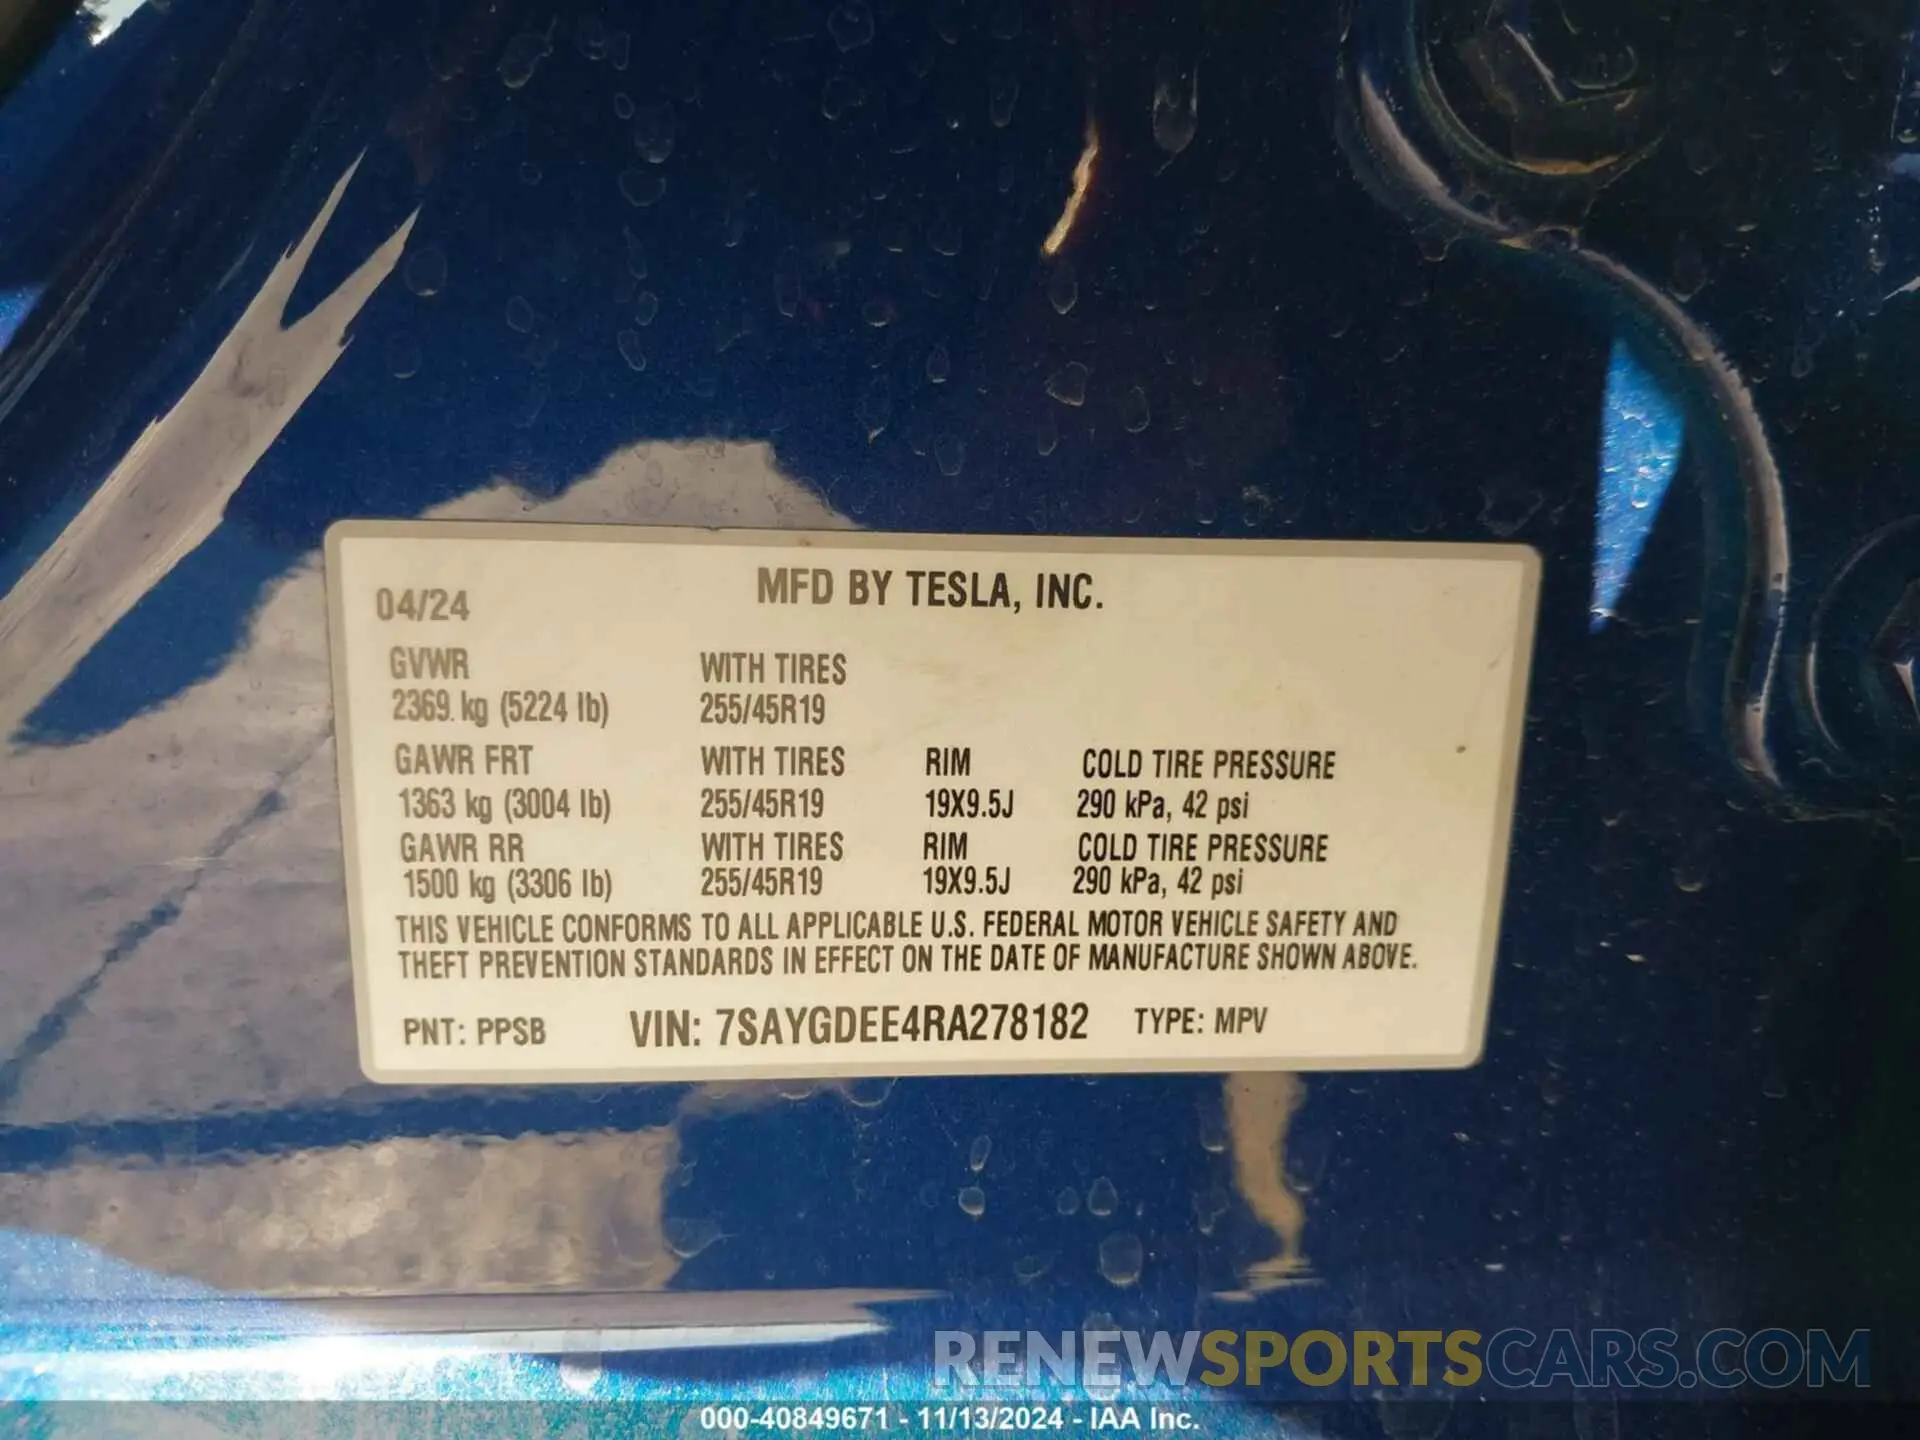 04/24 MFD BY TESLA, INC.
GVWR WITH TIRES
2369 kg (5224 lb) 255/45R19
GAWR FRT WITH TIRES RIM COLD TIRE PRESSURE
1363 kg (3004 lb) 255/45R19 19X9.5J 290 kPa, 42 psi
GAWR RR WITH TIRES RIM COLD TIRE PRESSURE
1500 kg (3306 lb) 255/45R19 19X9.5J 290 kPa, 42 psi
THIS VEHICLE CONFORMS TO ALL APPLICABLE U.S. FEDERAL MOTOR VEHICLE SAFETY AND
THEFT PREVENTION STANDARDS IN EFFECT ON THE DATE OF MANUFACTURE SHOWN ABOVE.
PNT: PPSB VIN: 7SAYGDEE4RA278182 TYPE: MPV
RENEWSPORTSCARS.COM
000-40849671 - 11/13/2024 - IAA Inc.